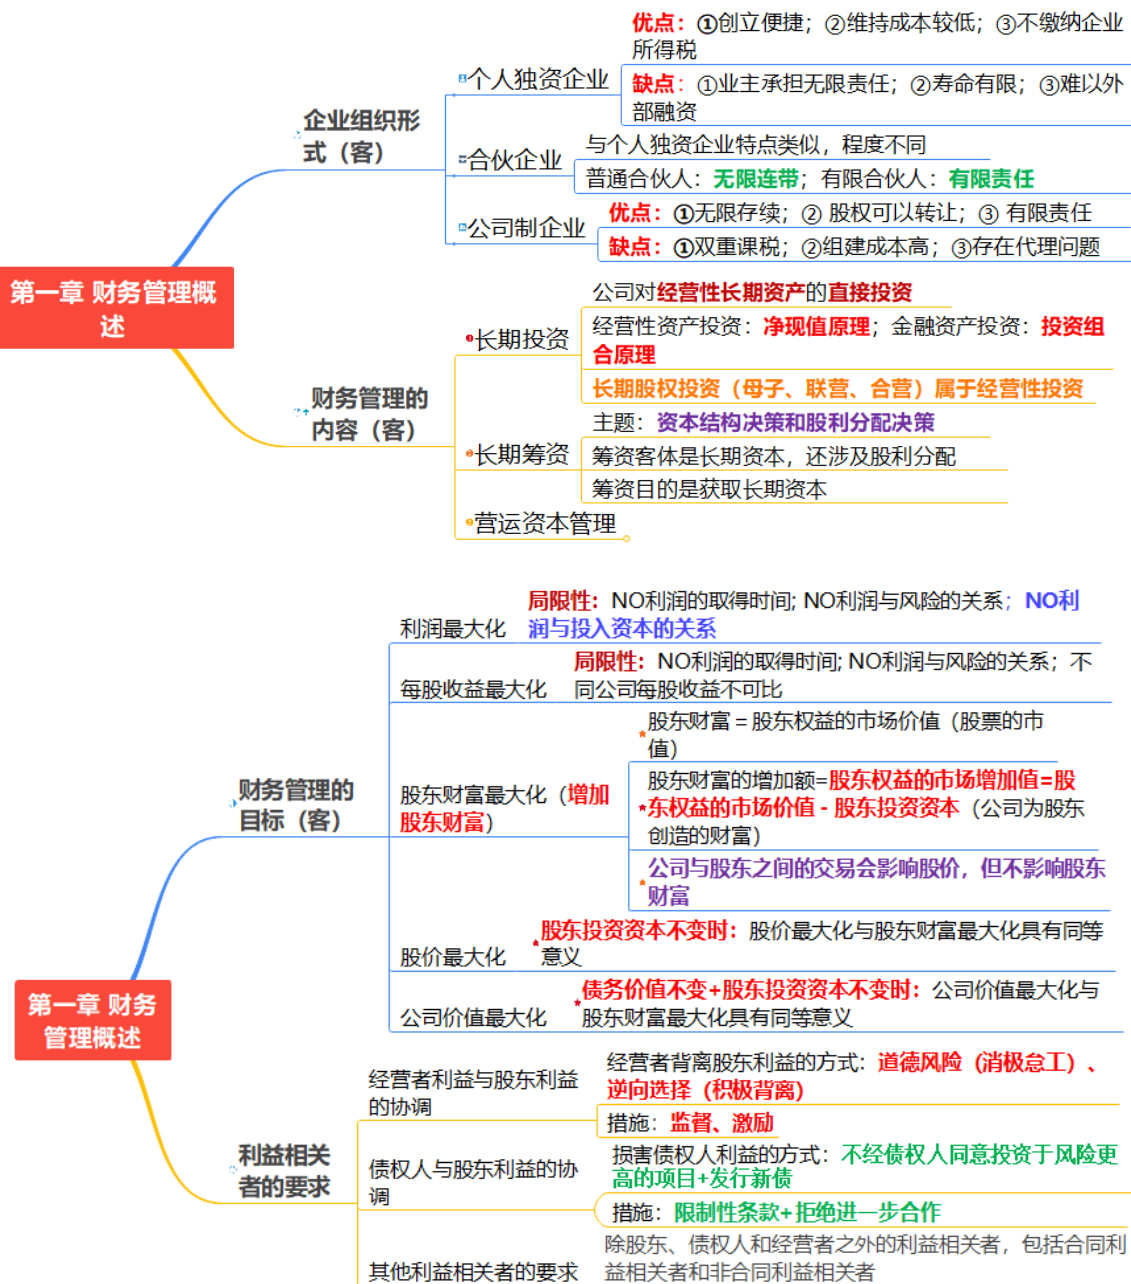 第一章 财务管理概
述
企业组织形
式（客）
个人独资企业
优点：①创立便捷；②维持成本较低；③不缴纳企业
所得税
缺点：①业主承担无限责任；②寿命有限；③难以外
部融资
合伙企业
与个人独资企业特点类似，程度不同
普通合伙人：无限连带；有限合伙人：有限责任
公司制企业
优点：①无限存续；② 股权可以转让；③ 有限责任
缺点：①双重课税；②组建成本高；③存在代理问题
财务管理的
内容（客）
长期投资
公司对经营性长期资产的直接投资
经营性资产投资：净现值原理；金融资产投资：投资组
合原理
长期股权投资（母子、联营、合营）属于经营性投资
长期筹资
主题：资本结构决策和股利分配决策
筹资客体是长期资本，还涉及股利分配
筹资目的是获取长期资本
营运资本管理
第一章 财务
管理概述
财务管理的
目标（客）
利润最大化
局限性：NO利润的取得时间; NO利润与风险的关系；NO利
润与投入资本的关系
每股收益最大化
局限性：NO利润的取得时间; NO利润与风险的关系；不
同公司每股收益不可比
股东财富最大化（增加
股东财富）
股东财富 = 股东权益的市场价值（股票的市
值）
股东财富的增加额=股东权益的市场增加值=股
东权益的市场价值 - 股东投资资本（公司为股东
创造的财富）
公司与股东之间的交易会影响股价，但不影响股东
财富
股价最大化
股东投资资本不变时：股价最大化与股东财富最大化具有同等
意义
公司价值最大化
债务价值不变+股东投资资本不变时：公司价值最大化与
股东财富最大化具有同等意义
利益相关
者的要求
经营者利益与股东利益
的协调
经营者背离股东利益的方式：道德风险（消极怠工）、
逆向选择（积极背离）
措施：监督、激励
债权人与股东利益的协
调
损害债权人利益的方式：不经债权人同意投资于风险更
高的项目+发行新债
措施：限制性条款+拒绝进一步合作
其他利益相关者的要求
除股东、债权人和经营者之外的利益相关者，包括合同利
益相关者和非合同利益相关者